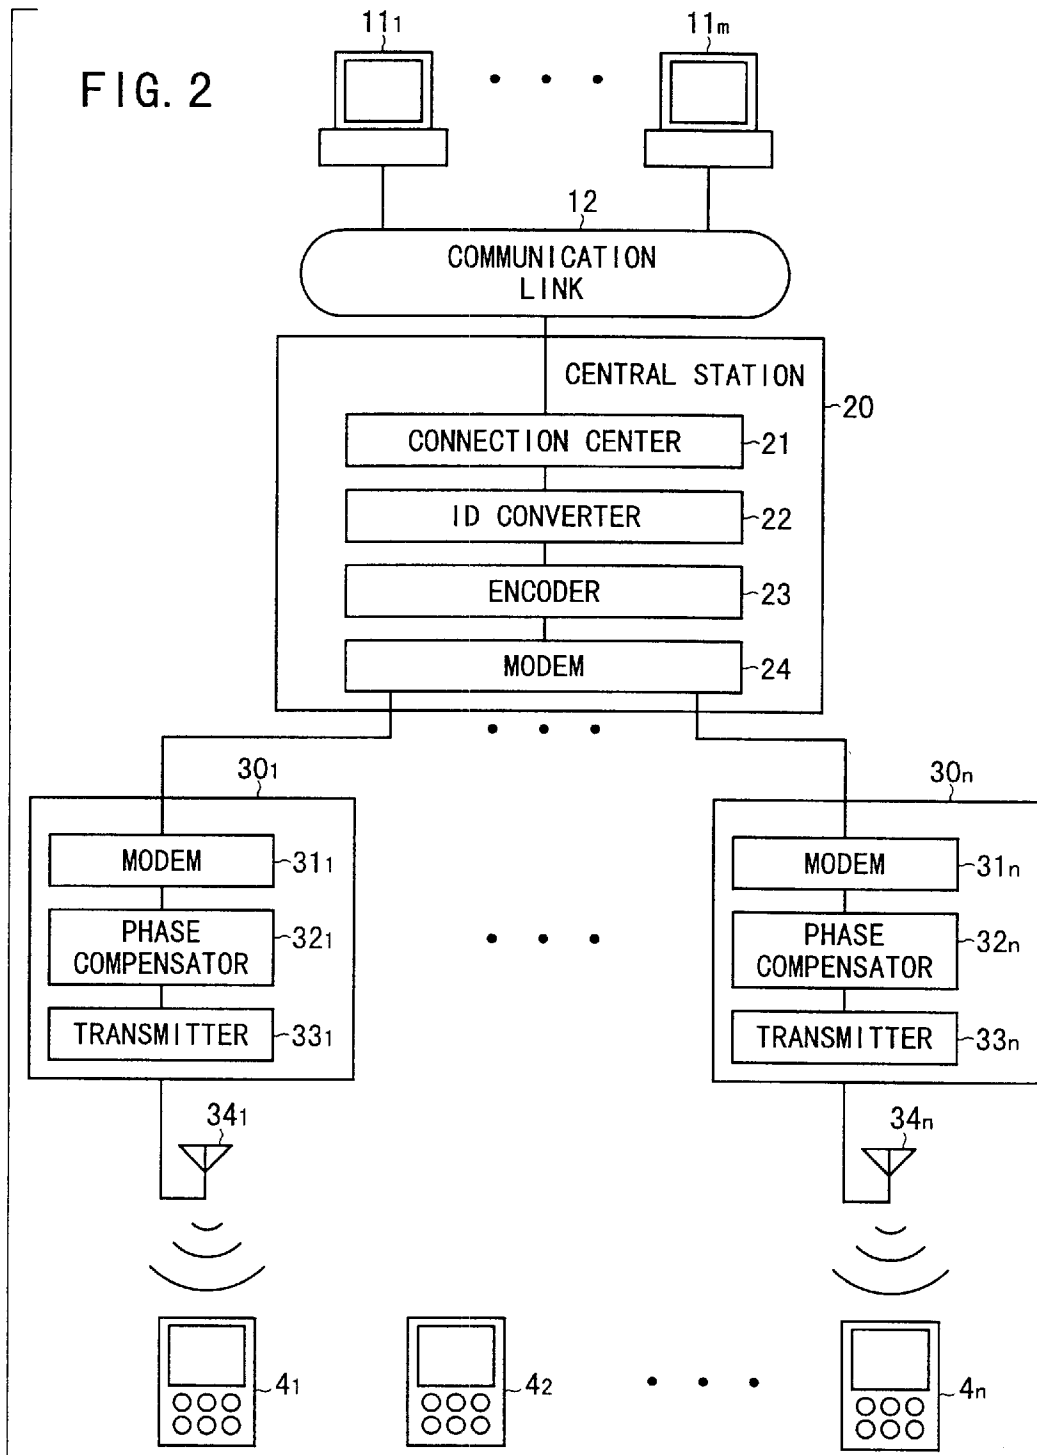 FIG. 2
11₁
11m
12
COMMUNICATION
LINK
CENTRAL STATION
20
CONNECTION CENTER
21
ID CONVERTER
22
ENCODER
23
MODEM
24
30₁
30n
MODEM
31₁
MODEM
31n
PHASE
COMPENSATOR
32₁
PHASE
COMPENSATOR
32n
TRANSMITTER
33₁
TRANSMITTER
33n
34₁
34n
4₁
4₂
4n